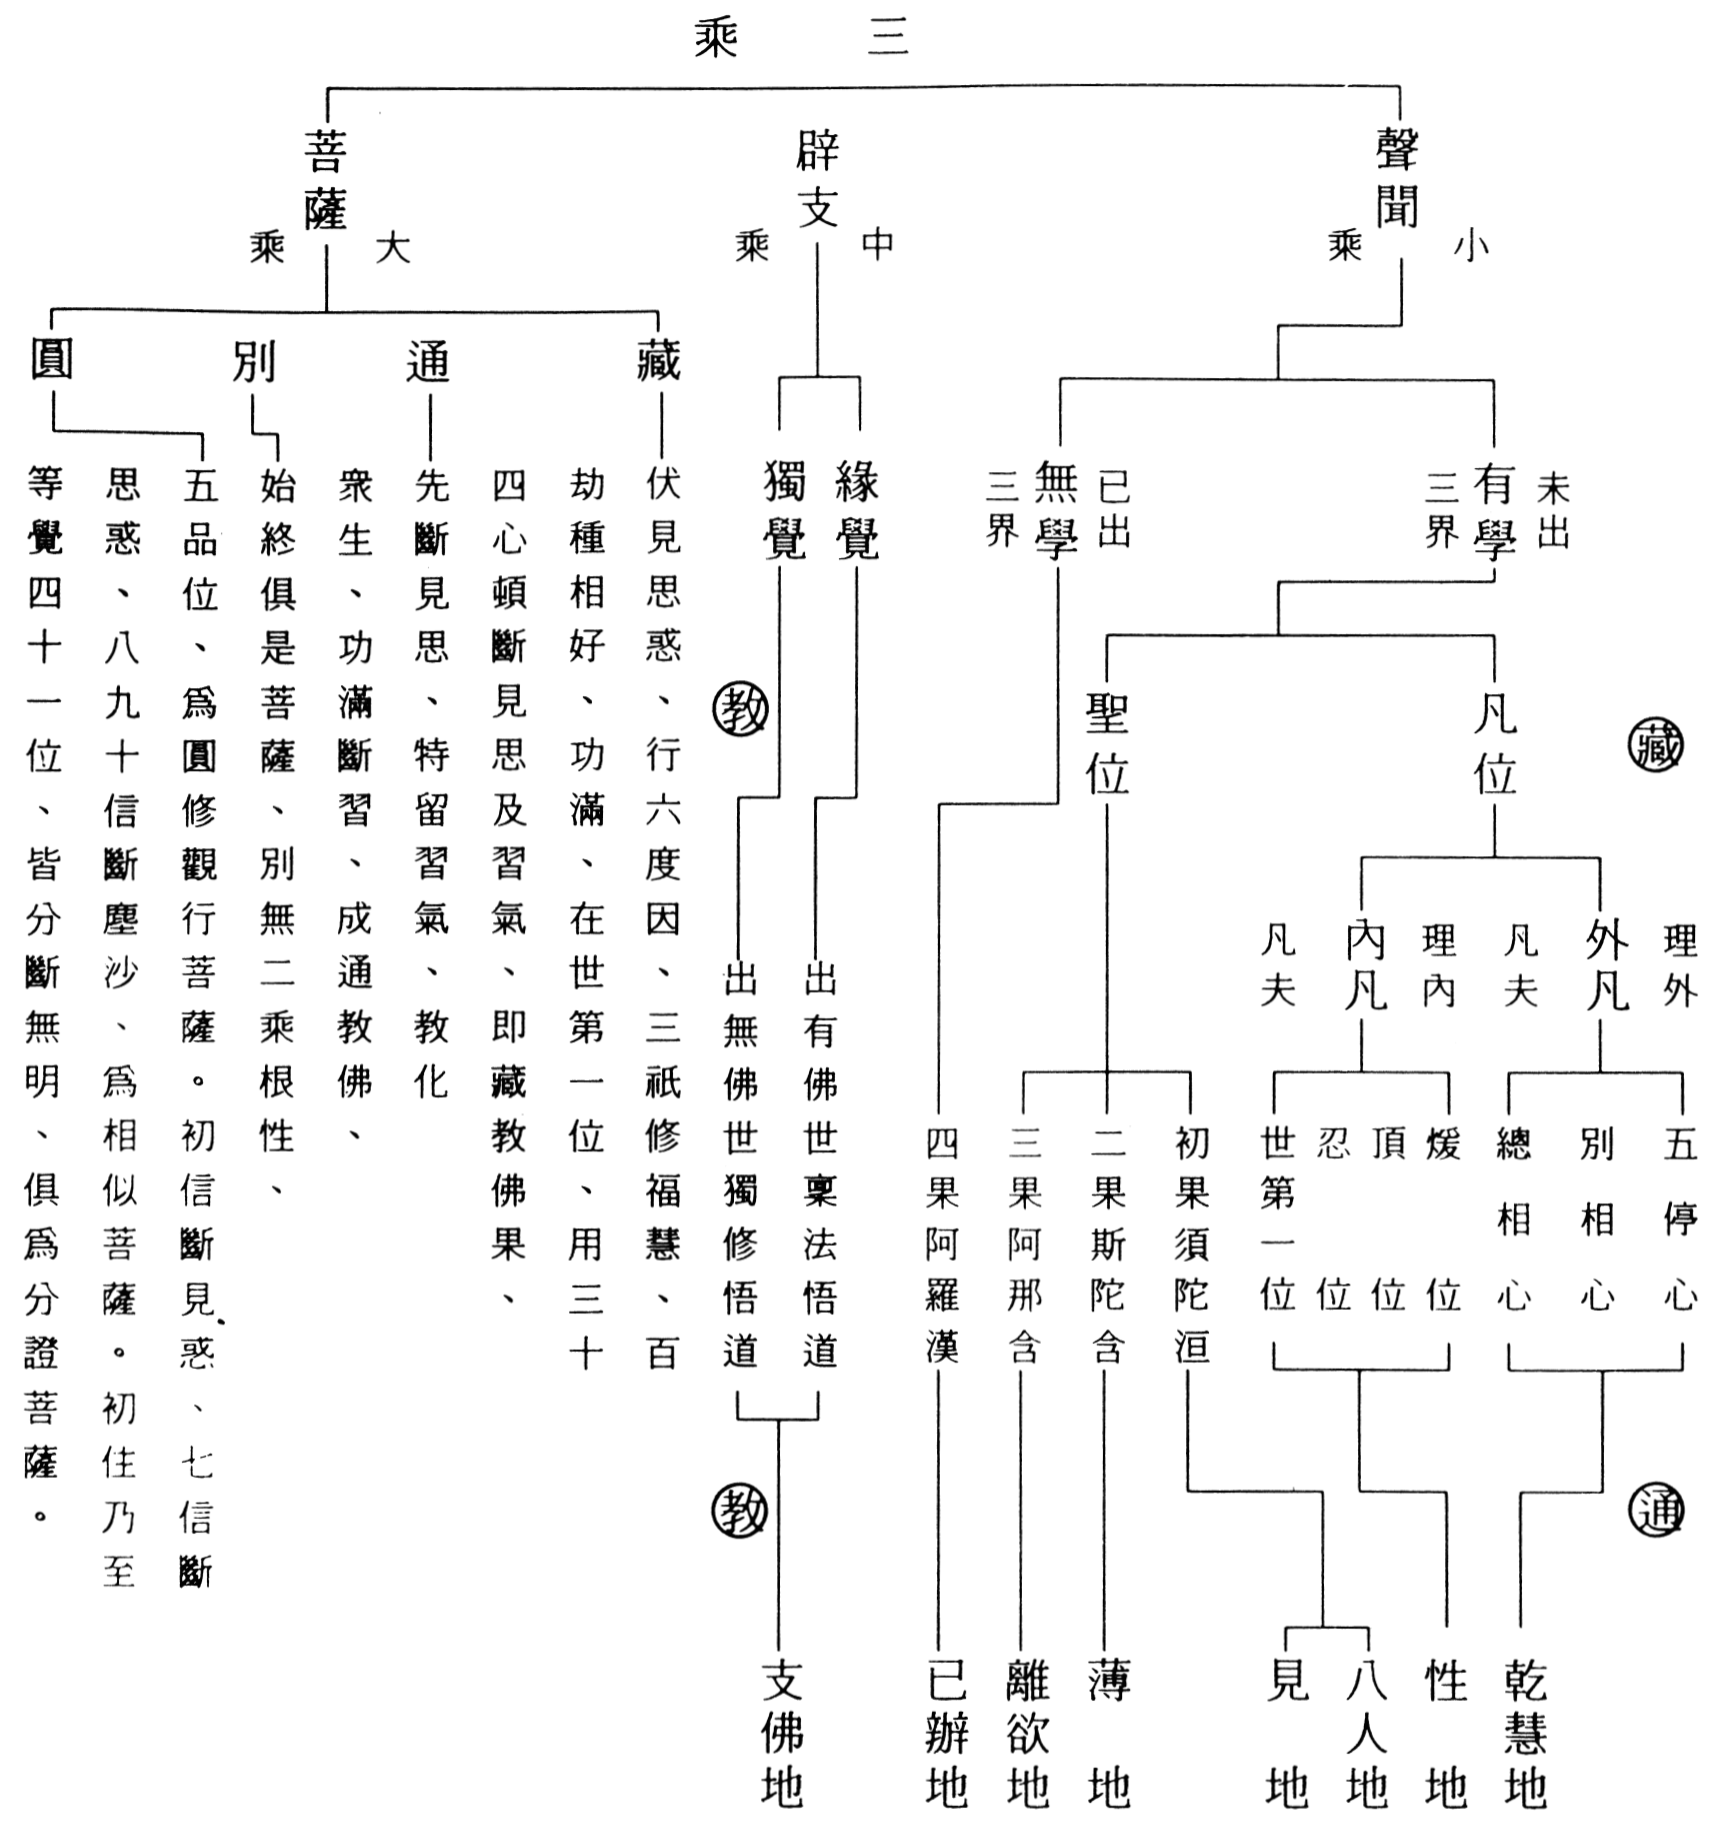 三乘
聲聞
小乘
辟支
中乘
菩薩
大乘
未出
有學
三界
已出
無學
三界
緣覺
獨覺
藏
通
別
圓
凡位
聖位
藏
教
理外
外凡
凡夫
理內
內凡
凡夫
五停心
別相心
總相心
煖位
頂位
忍位
世第一位
初果須陀洹
二果斯陀含
三果阿那含
四果阿羅漢
出有佛世稟法悟道
出無佛世獨修悟道
通
教
乾慧地
性地
八人地
見地
薄地
離欲地
已辦地
支佛地
伏見思惑、行六度因、三祇修福慧、百
劫種相好、功滿、在世第一位、用三十
四心頓斷見思及習氣、即藏教佛果、
先斷見思、特留習氣、教化
衆生、功滿斷習、成通教佛、
始終俱是菩薩、別無二乘根性、
五品位、爲圓修觀行菩薩。初信斷見惑、七信斷
思惑、八九十信斷塵沙、爲相似菩薩。初住乃至
等覺四十一位、皆分斷無明、俱爲分證菩薩。